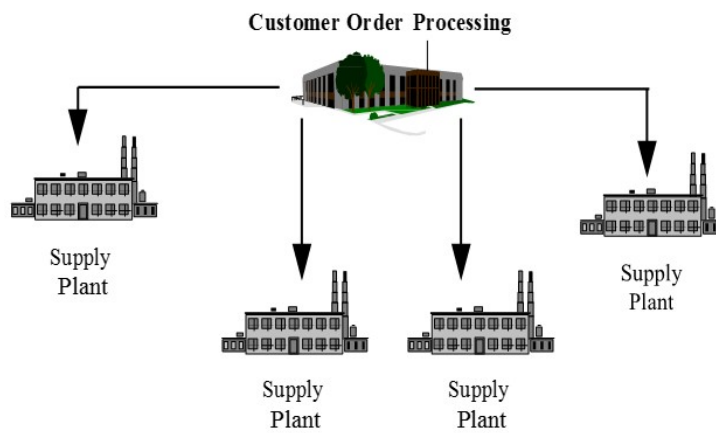 Customer Order Processing
Supply
Plant
Supply
Plant
Supply
Plant
Supply
Plant